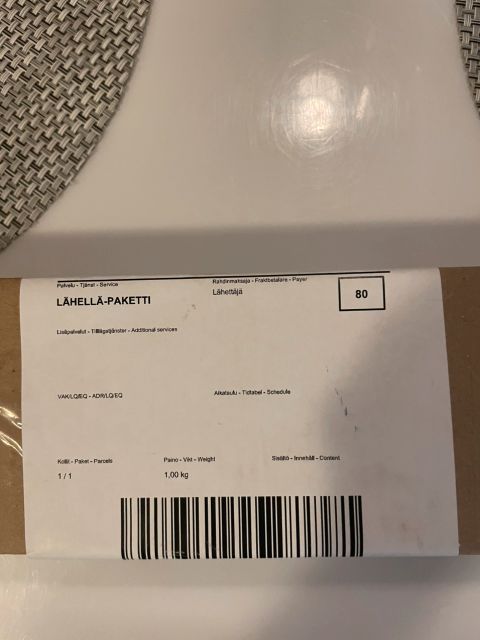 Palvelu - Tjänst - Service
Rahdinmaksaja - Fraktbetalare - Payer
LÄHELLÄ-PAKETTI
Lähettäjä
80
Lisäpalvelut - Tilläggstjänster - Additional services
VAK/LQ/EQ - ADR/LQ/EQ
Aikataulu - Tidtabel - Schedule
Kollit - Paket - Parcels
Paino - Vikt - Weight
Sisältö - Innehåll - Content
1 / 1
1,00 kg